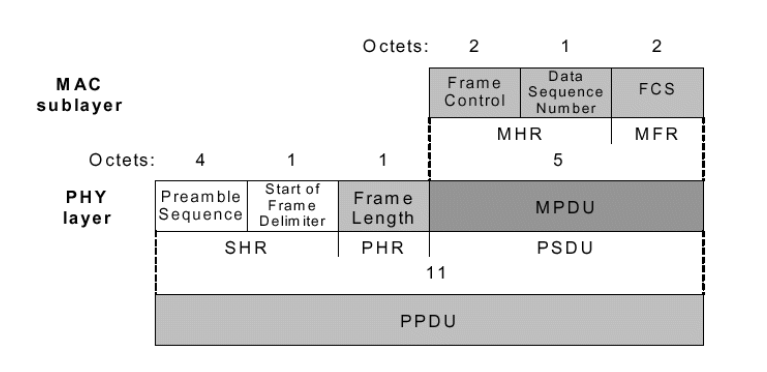 Octets: 2 1 2
MAC
sublayer
Frame
Control
Data
Sequence
Number
FCS
MHR MFR
Octets: 4 1 1 5
PHY
layer
Preamble
Sequence
Start of
Frame
Delimiter
Frame
Length
MPDU
SHR PHR PSDU
11
PPDU